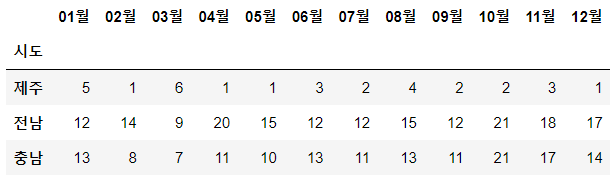 01월 02월 03월 04월 05월 06월 07월 08월 09월 10월 11월 12월
시도
제주 5 1 6 1 1 3 2 4 2 2 3 1
전남 12 14 9 20 15 12 12 15 12 21 18 17
충남 13 8 7 11 10 13 11 13 11 21 17 14